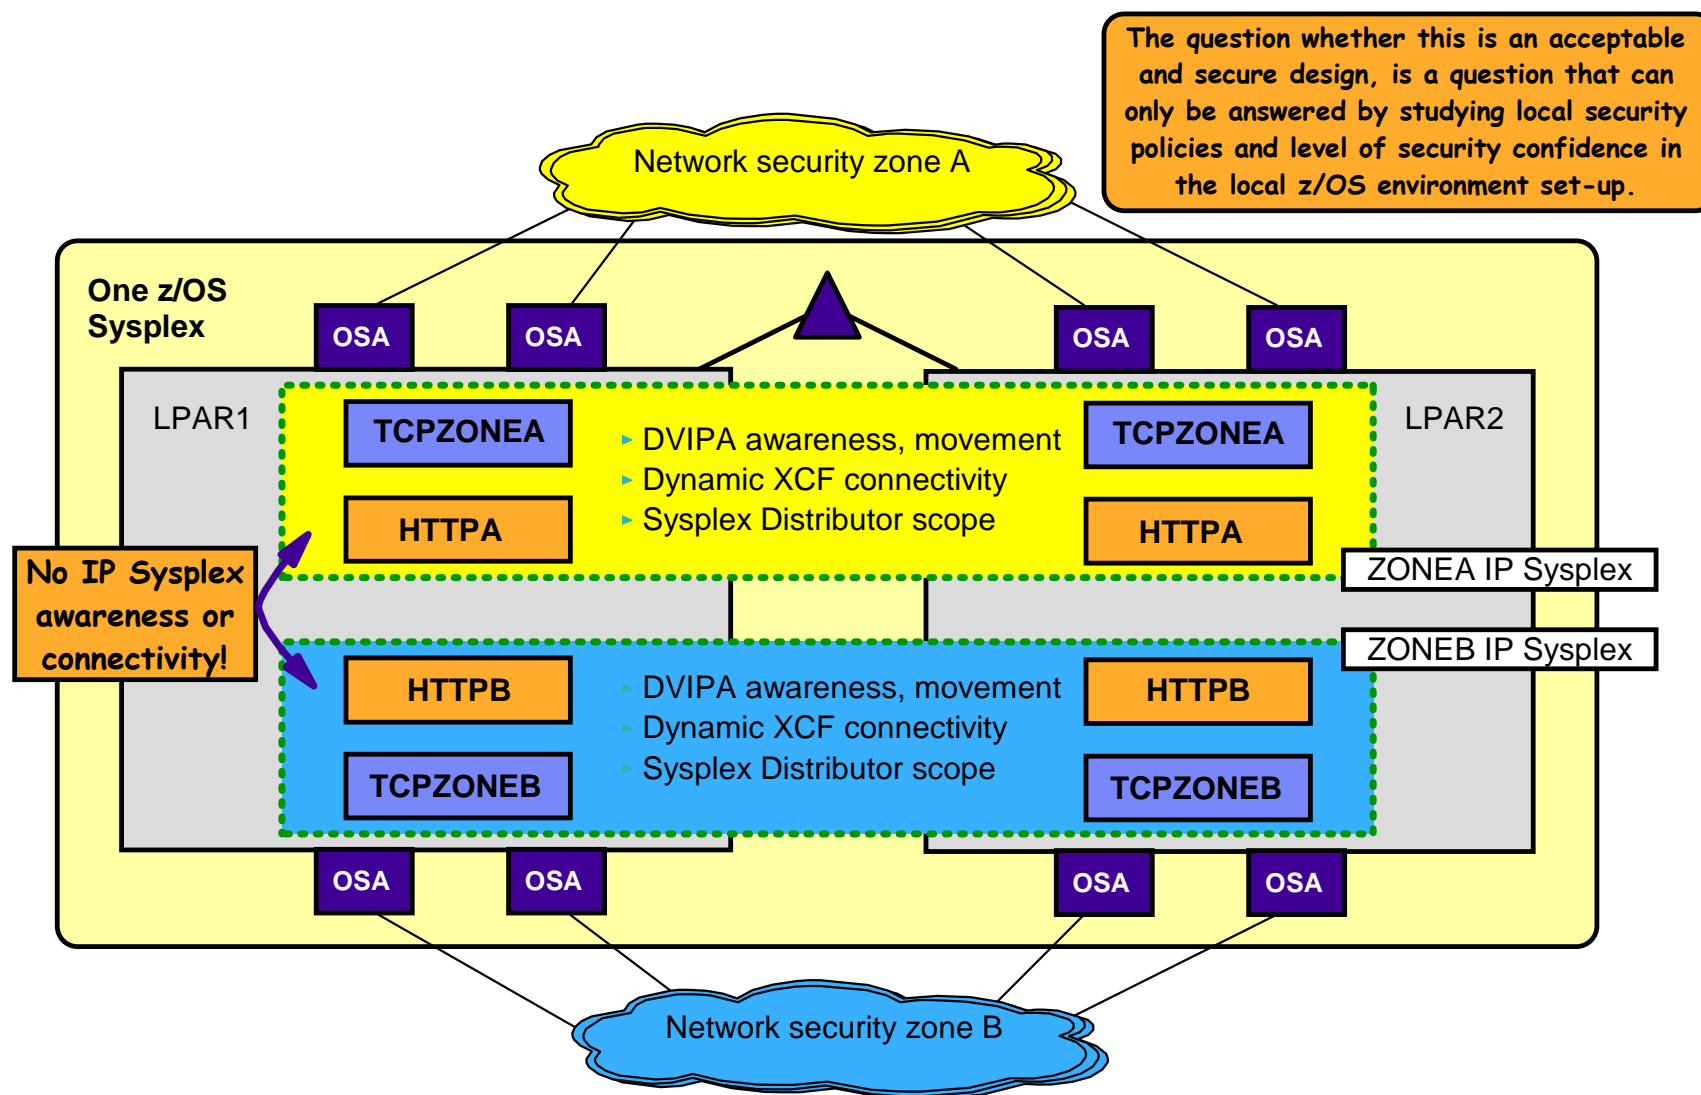 The question whether this is an acceptable
and secure design, is a question that can
only be answered by studying local security
policies and level of security confidence in
the local z/OS environment set-up.
Network security zone A
One z/OS
Sysplex
OSA
OSA
OSA
OSA
LPAR1
LPAR2
TCPZONEA
HTTPA
DVIPA awareness, movement
Dynamic XCF connectivity
Sysplex Distributor scope
TCPZONEA
HTTPA
ZONEA IP Sysplex
No IP Sysplex
awareness or
connectivity!
ZONEB IP Sysplex
HTTPB
TCPZONEB
DVIPA awareness, movement
Dynamic XCF connectivity
Sysplex Distributor scope
HTTPB
TCPZONEB
OSA
OSA
OSA
OSA
Network security zone B